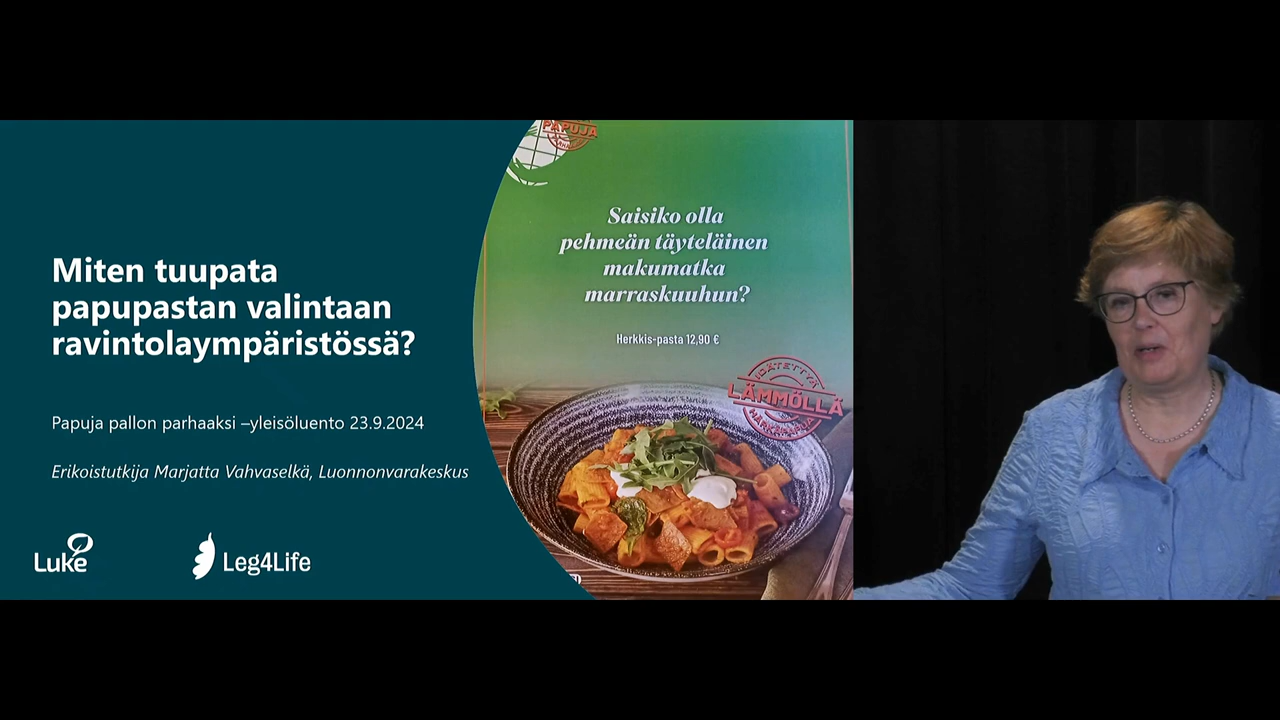 Miten tuupata
papupastan valintaan
ravintolaympäristössä?
Papuja pallon parhaaksi –yleisöluento 23.9.2024
Erikoistutkija Marjatta Vahvaselkä, Luonnonvarakeskus
Luke
Leg4Life
PAPUJA
Saisiko olla
pehmeän täyteläinen
makumatka
marraskuuhun?
Herkkis-pasta 12,90 €
LÄMMÖLLÄ